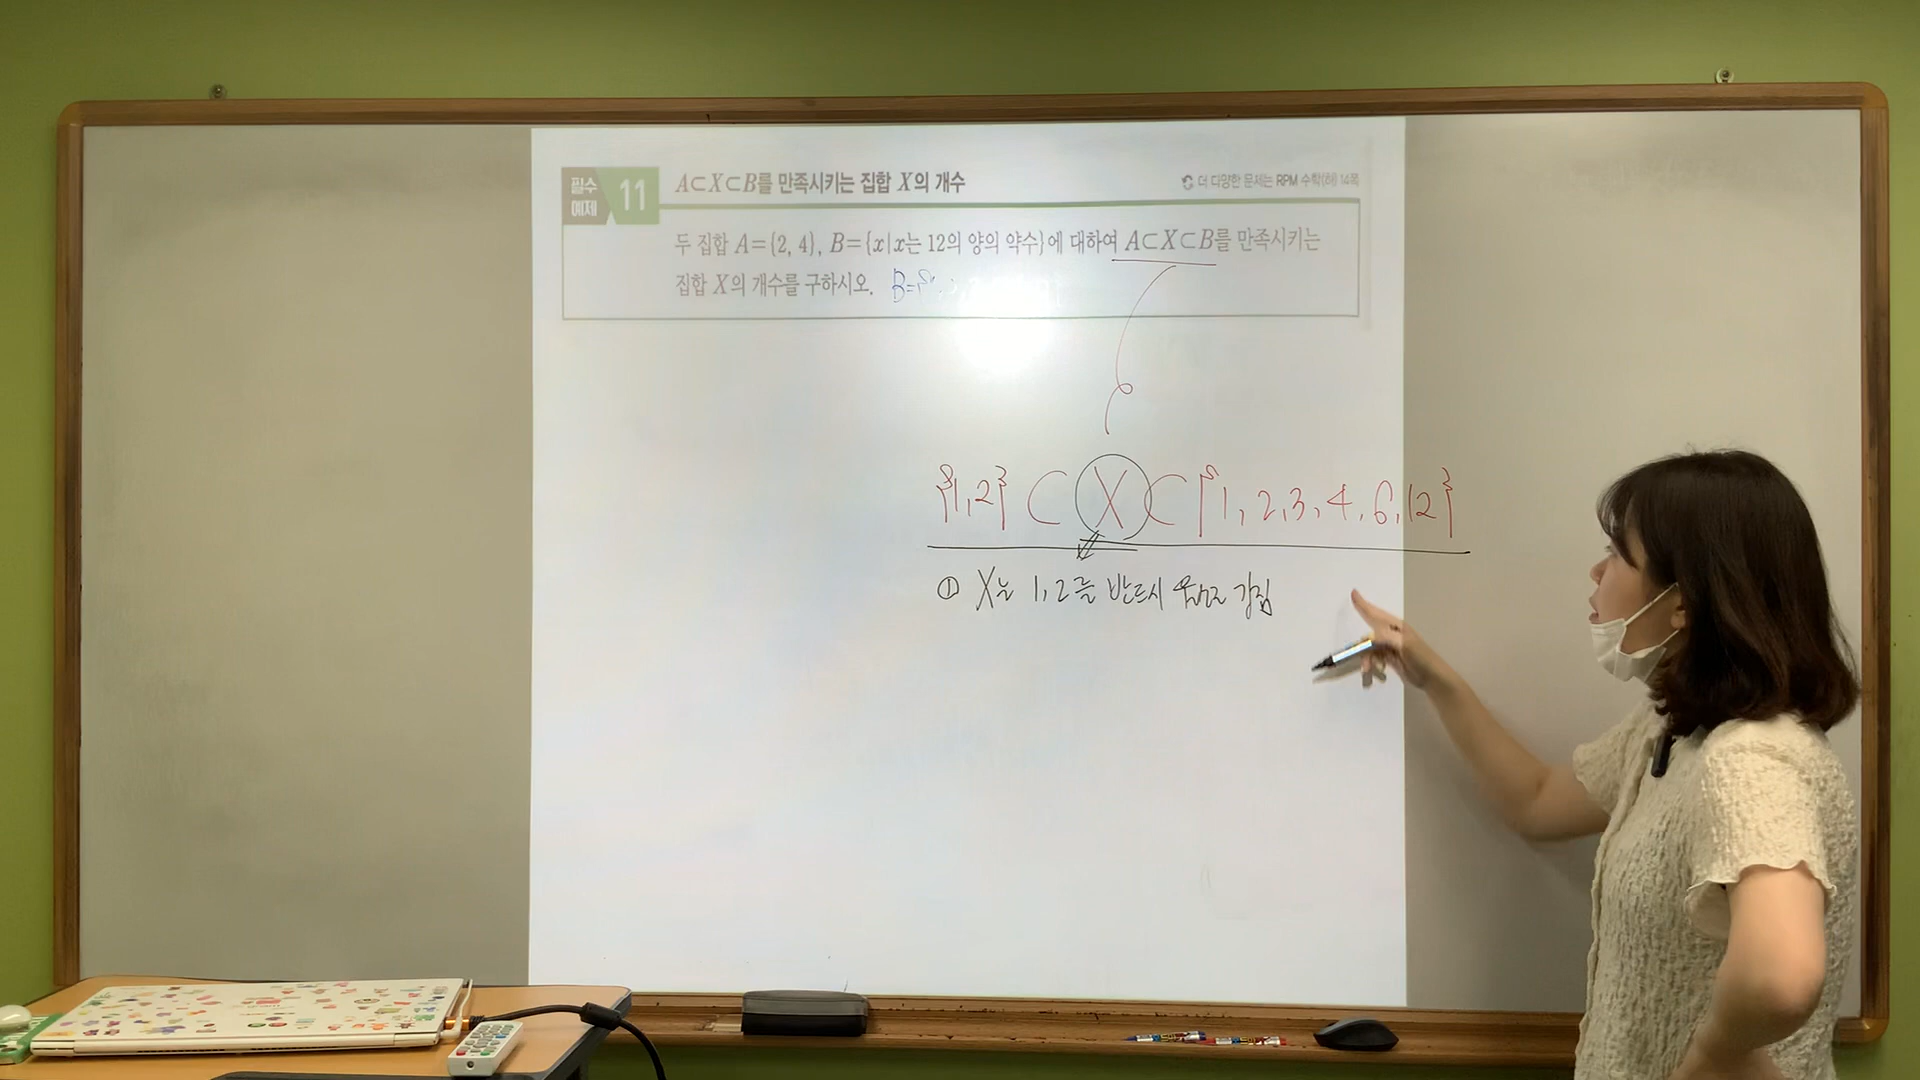 필수 예제 11 A⊂X⊂B를 만족시키는 집합 X의 개수 더 다양한 문제는 RPM 수학(하) 14쪽
두 집합 A={2, 4}, B={x|x는 12의 양의 약수}에 대하여 A⊂X⊂B를 만족시키는
집합 X의 개수를 구하시오. B={
{1,2} ⊂ X ⊂ {1, 2, 3, 4, 6, 12}
① X는 1, 2를 반드시 가짐